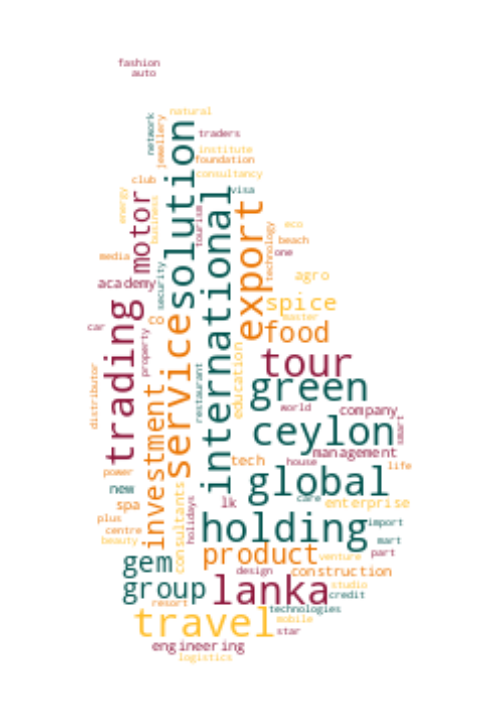 fashion
auto
natural
network
jewellery
solution
traders
institute
foundation
consultancy
club
visa
energy
business
motor
tourism
international
export
technology
eco
beach
one
media
academy
security
agro
spice
master
co
service
food
car
trading
property
restaurant
education
tour
green
distributor
investment
world
company
smart
ceylon
management
tech
house
life
power
new
global
care
enterprise
spa
consultants
holidays
lk
plus
centre
beauty
holding
import
mart
part
product
venture
gem
design
construction
group
lanka
studio
credit
resort
technologies
travel
mobile
star
engineering
logistics